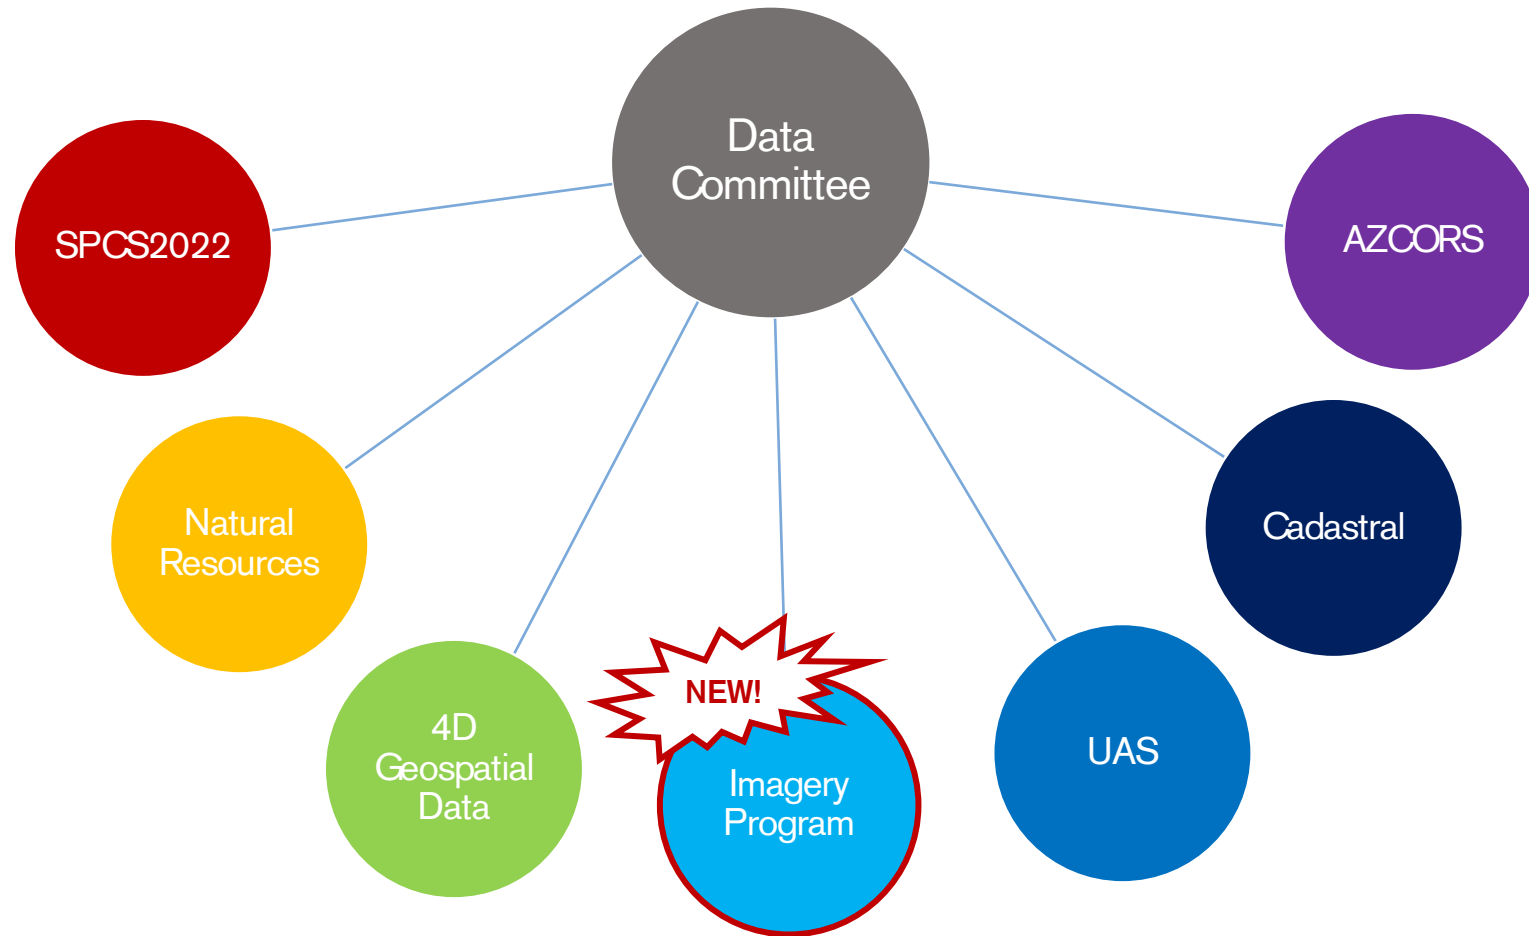 Data
Committee
SPCS2022
AZCORS
Natural
Resources
Cadastral
4D
Geospatial
Data
NEW!
Imagery
Program
UAS